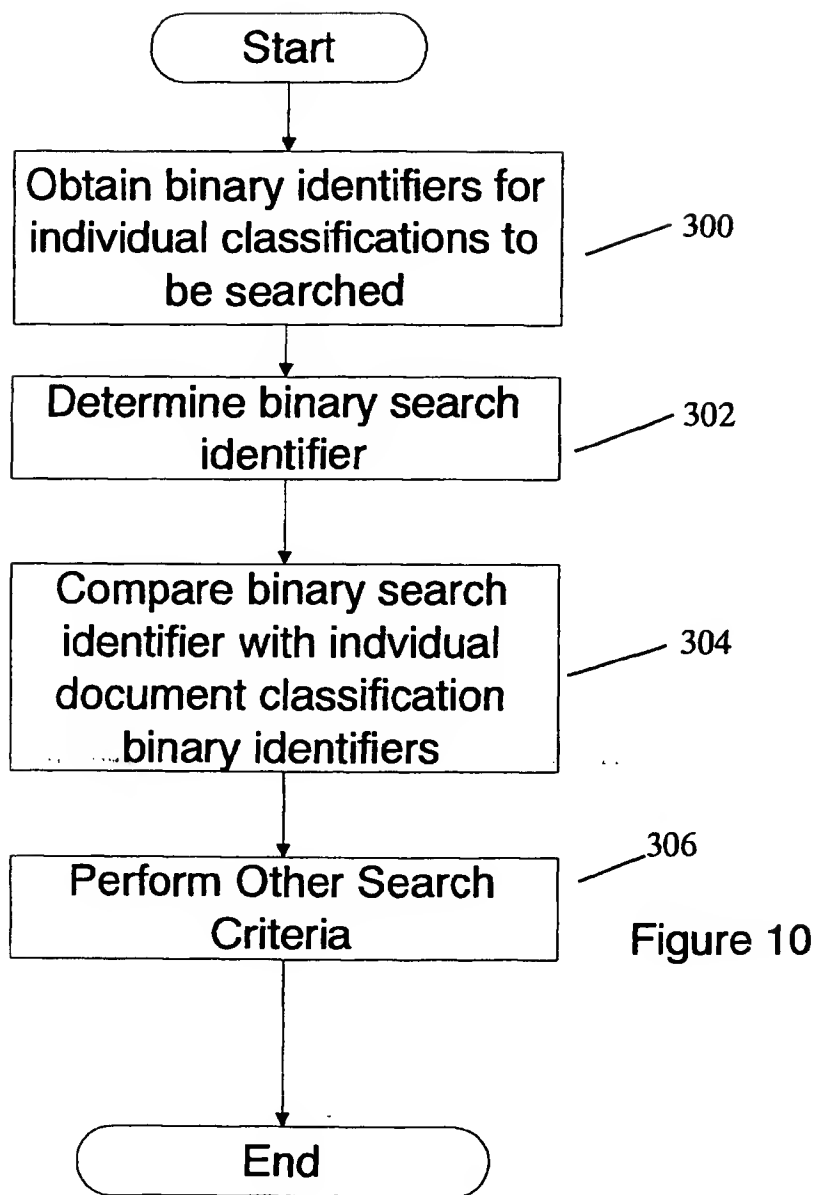 Start
Obtain binary identifiers for
individual classifications to
be searched
300
Determine binary search
identifier
302
Compare binary search
identifier with indvidual
document classification
binary identifiers
304
306
Perform Other Search
Criteria
Figure 10
End